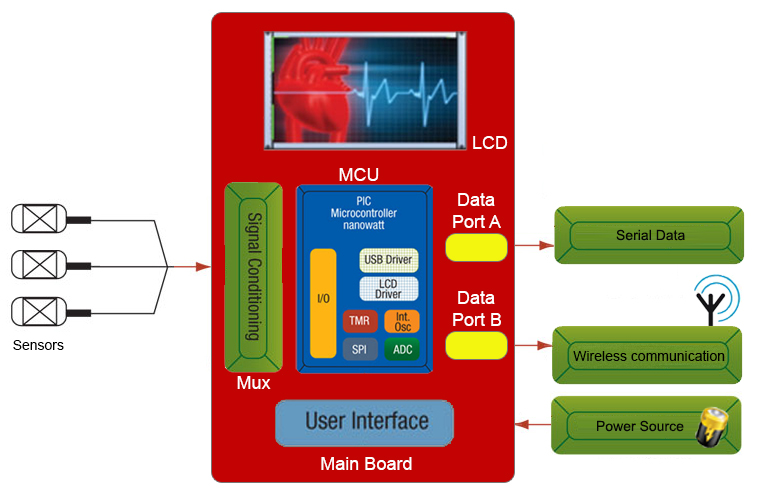 LCD
MCU
PIC
Microcontroller
nanowatt
USB Driver
LCD
Driver
I/O
TMR
Int.
Osc
SPI
ADC
Signal Conditioning
Mux
Data
Port A
Data
Port B
Sensors
Serial Data
Wireless communication
Power Source
User Interface
Main Board